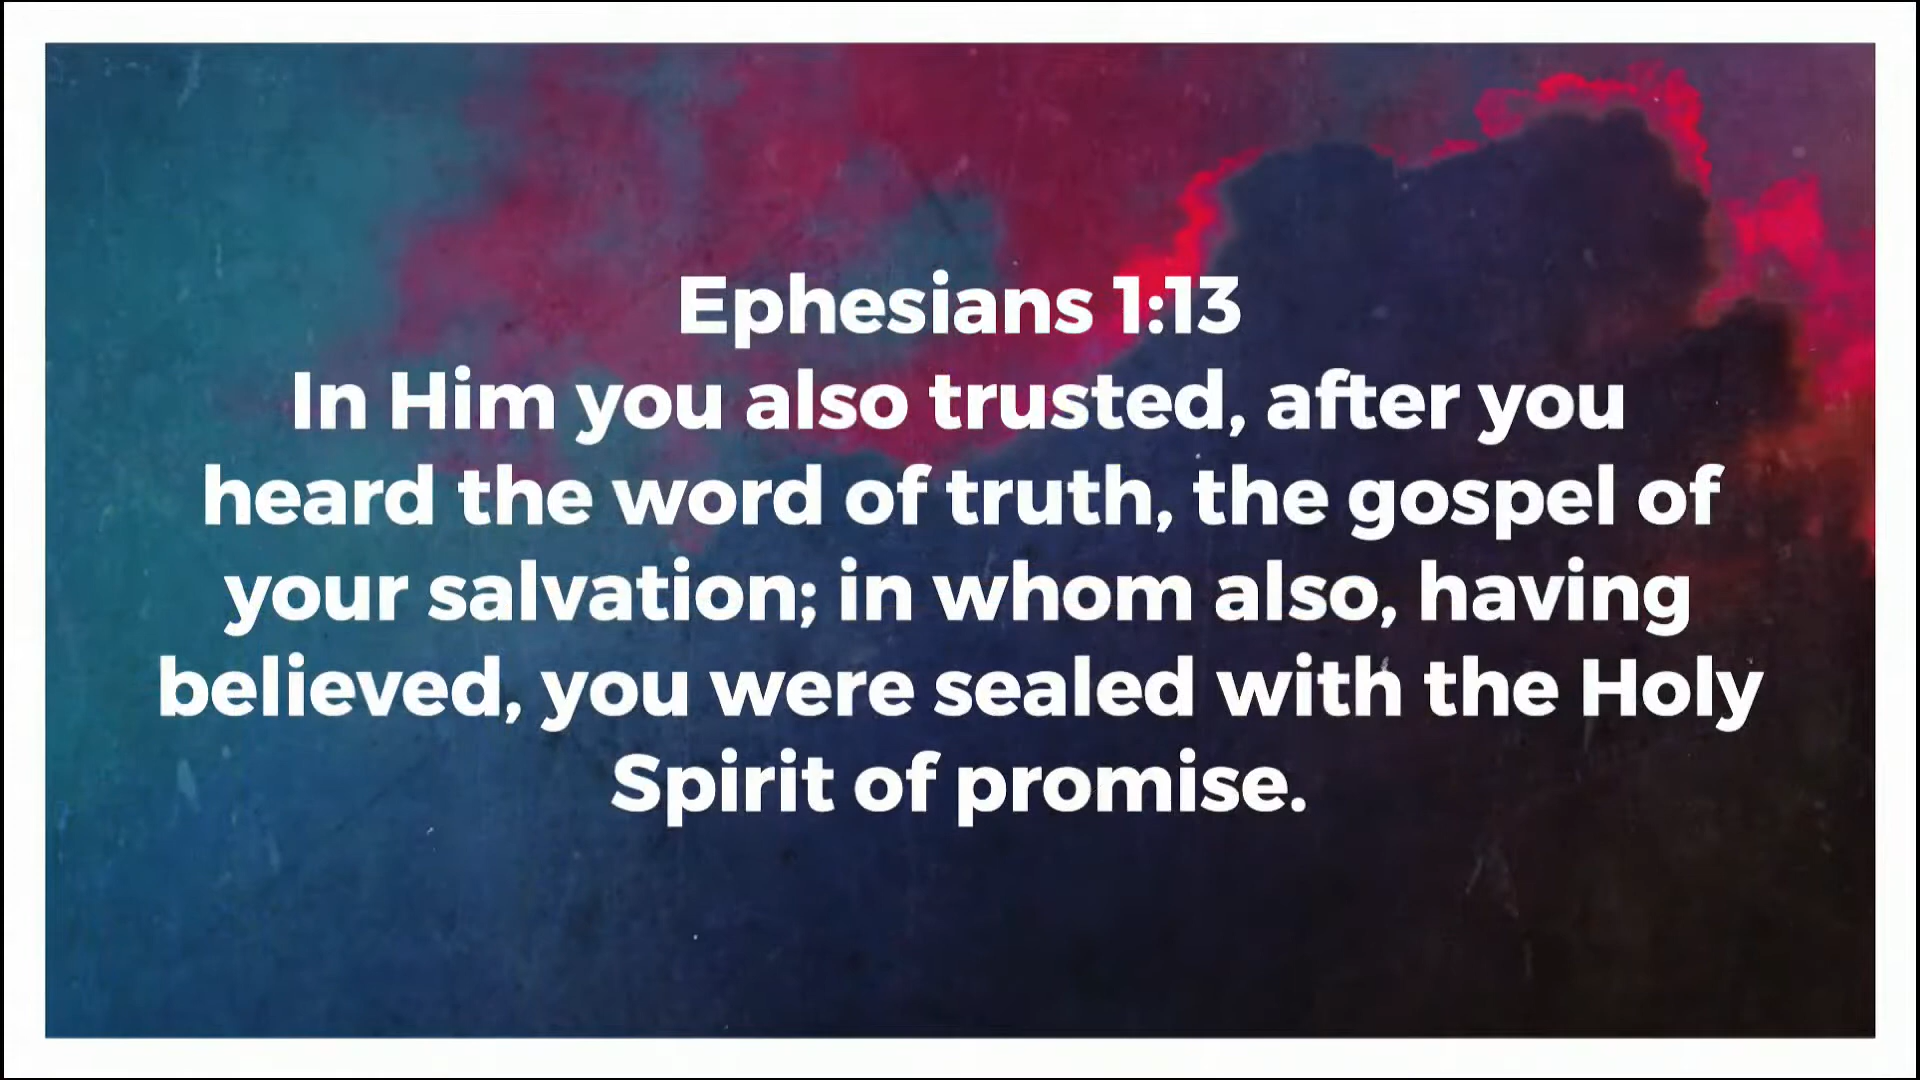 Ephesians 1:13
In Him you also trusted, after you
heard the word of truth, the gospel of
your salvation; in whom also, having
believed, you were sealed with the Holy
Spirit of promise.